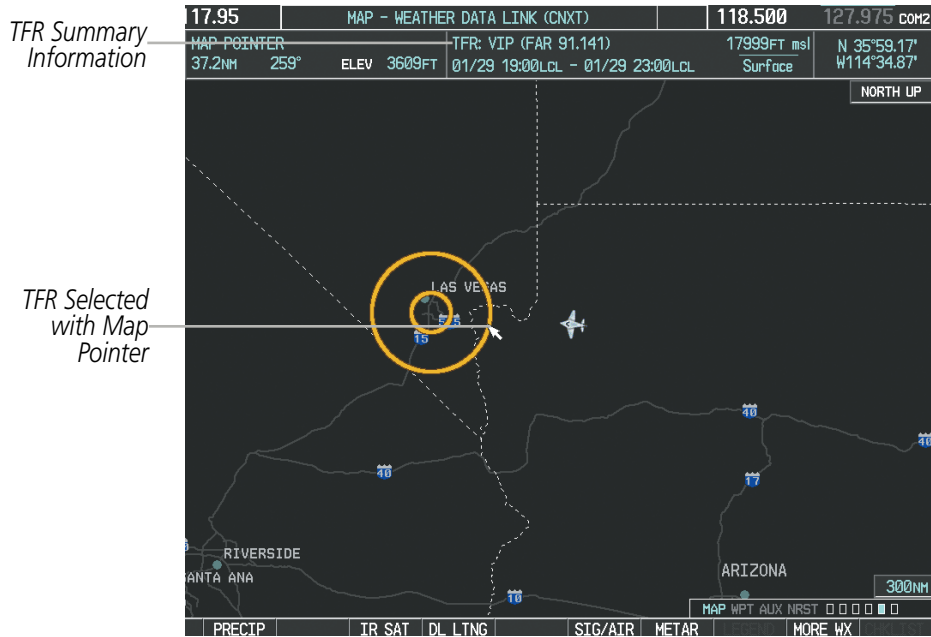 17.95 MAP - WEATHER DATA LINK (CNXT) 118.500 127.975 COM2
TFR Summary
Information
MAP POINTER TFR: VIP (FAR 91.141) 17999FT msl N 35°59.17'
37.2NM 259° ELEV 3609FT 01/29 19:00LCL - 01/29 23:00LCL Surface W114°34.87'
NORTH UP
LAS VEGAS
TFR Selected
with Map
Pointer
15
40
40
40
17
RIVERSIDE
ANTA ANA
ARIZONA
10
300NM
MAP WPT AUX NRST
PRECIP IR SAT DL LTNG SIG/AIR METAR LEGEND MORE WX CHKLIST